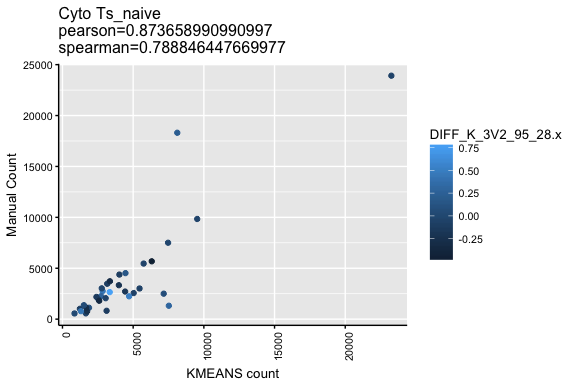 Cyto Ts_naive
pearson=0.873658990990997
spearman=0.788846447669977
25000
20000
15000
10000
5000
0
Manual Count
0
5000
10000
15000
20000
KMEANS count
DIFF_K_3V2_95_28.x
0.75
0.50
0.25
0.00
-0.25